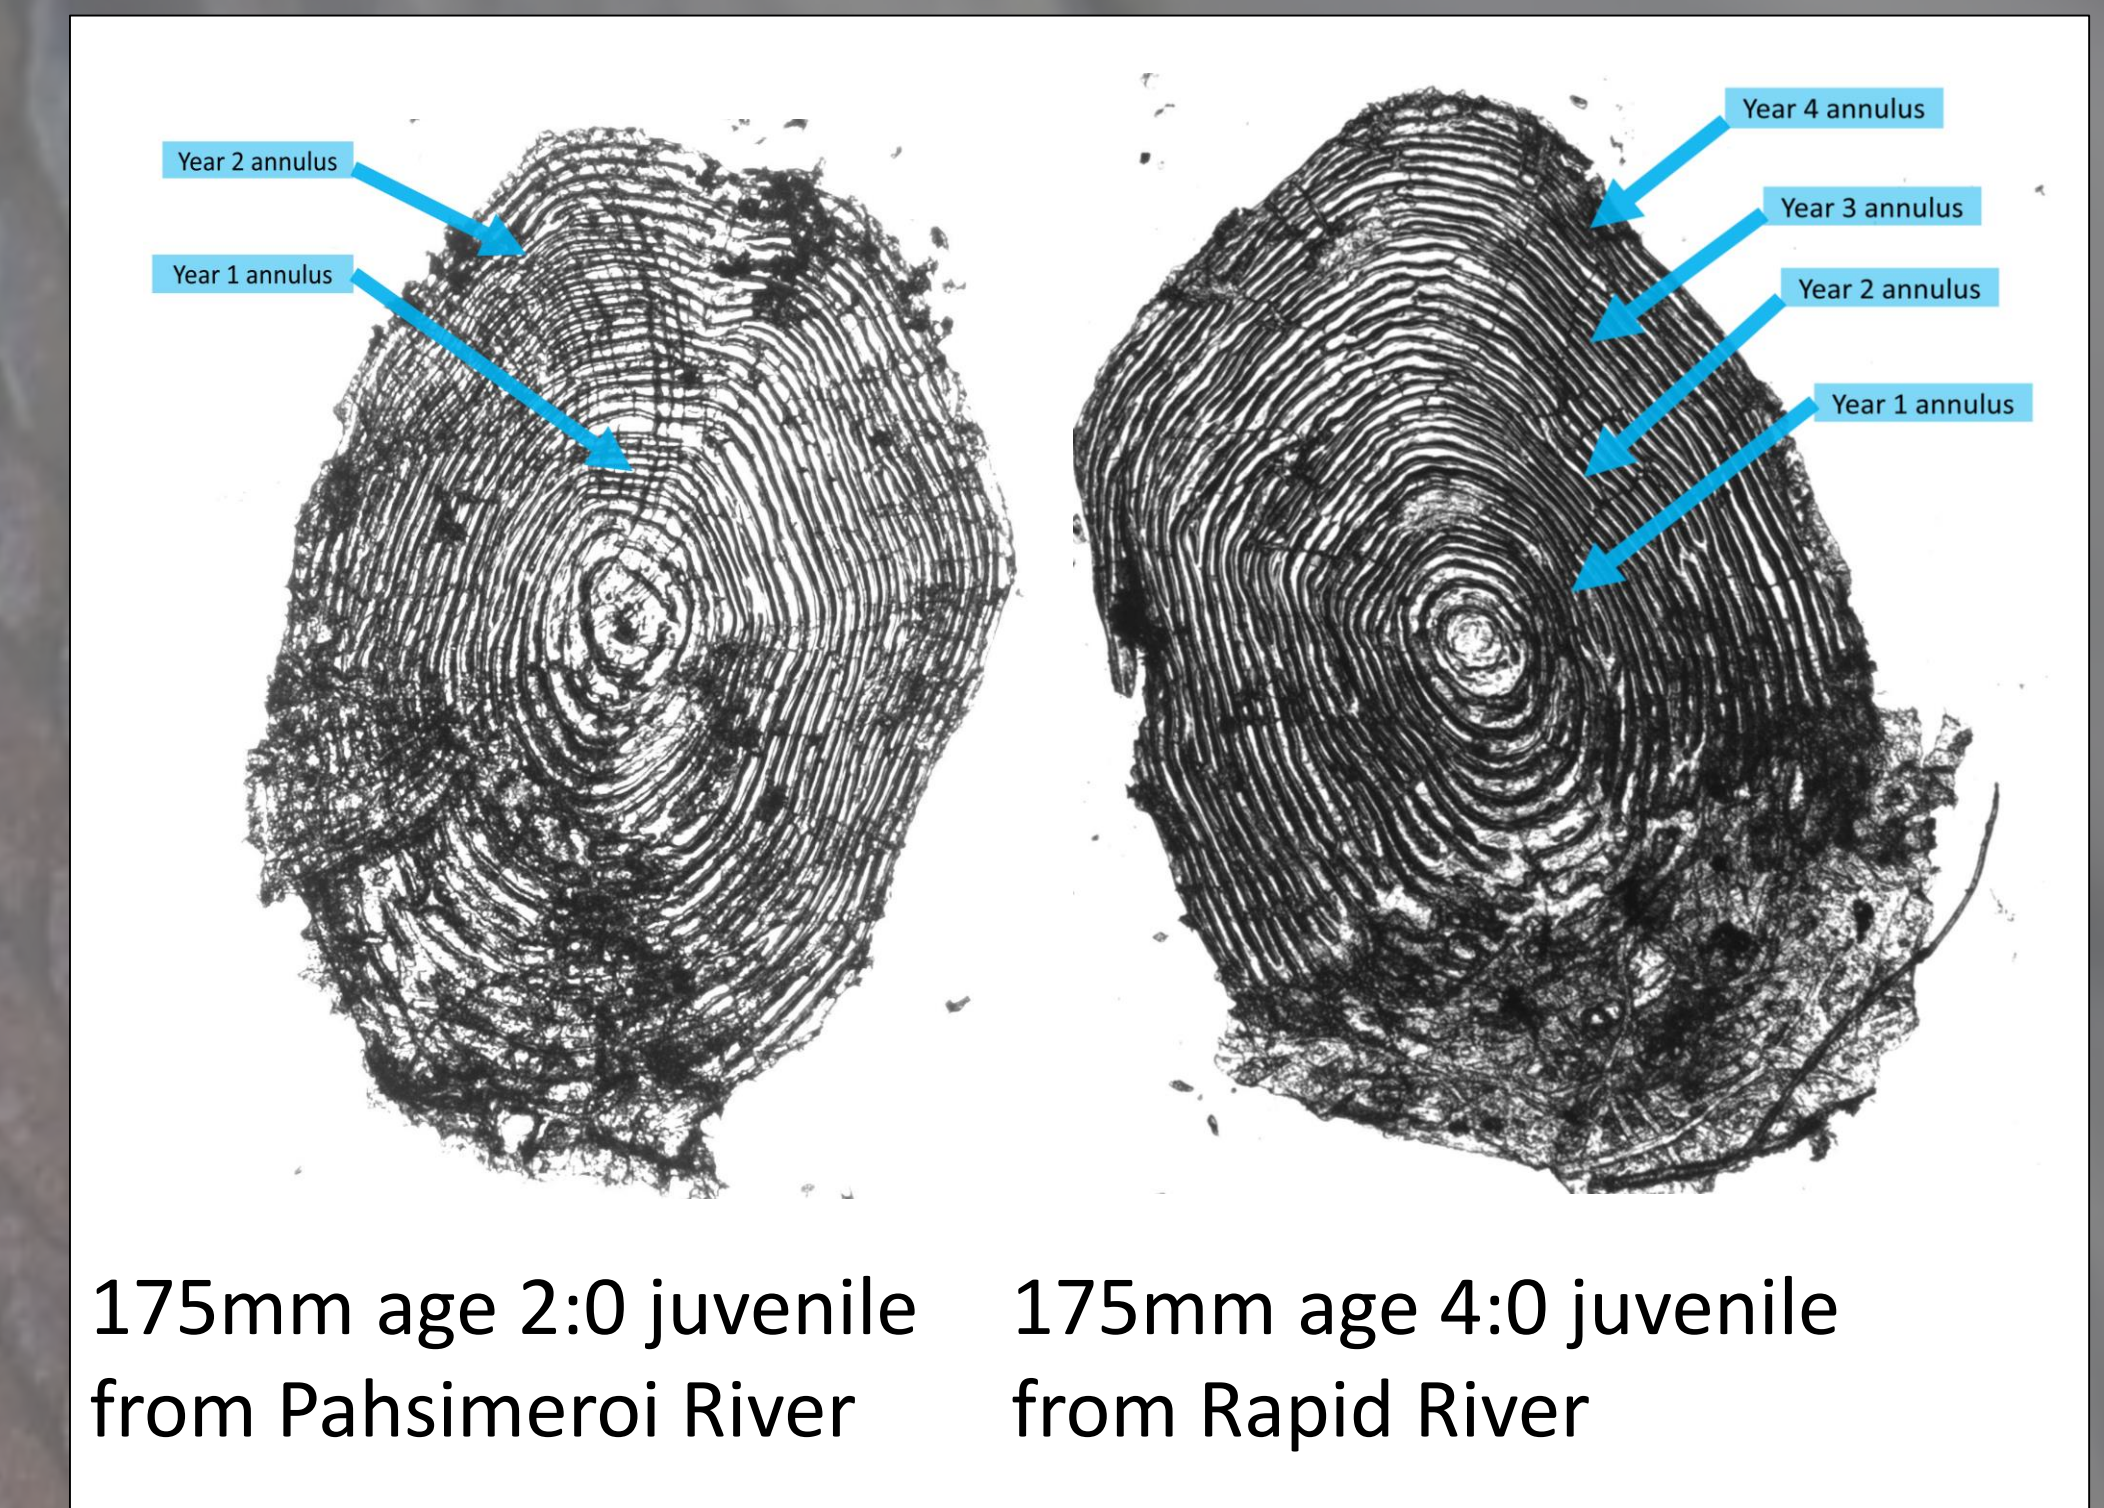 Year 2 annulus
Year 1 annulus
Year 4 annulus
Year 3 annulus
Year 2 annulus
Year 1 annulus
175mm age 2:0 juvenile
from Pahsimeroi River
175mm age 4:0 juvenile
from Rapid River